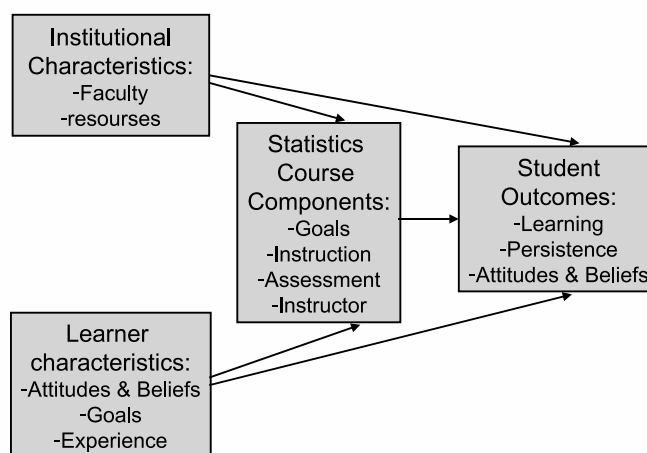 Institutional
Characteristics:
-Faculty
-resourses
Statistics
Course
Components:
-Goals
-Instruction
-Assessment
-Instructor
Student
Outcomes:
-Learning
-Persistence
-Attitudes & Beliefs
Learner
characteristics:
-Attitudes & Beliefs
-Goals
-Experience